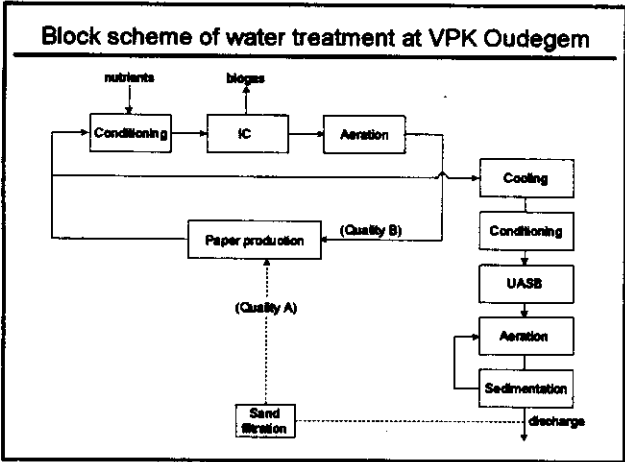 Block scheme of water treatment at VPK Oudegem
nutrients
biogas
Conditioning
IC
Aeration
Cooling
Paper production
(Quality B)
Conditioning
UASB
(Quality A)
Aeration
Sedimentation
Sand
filtration
discharge